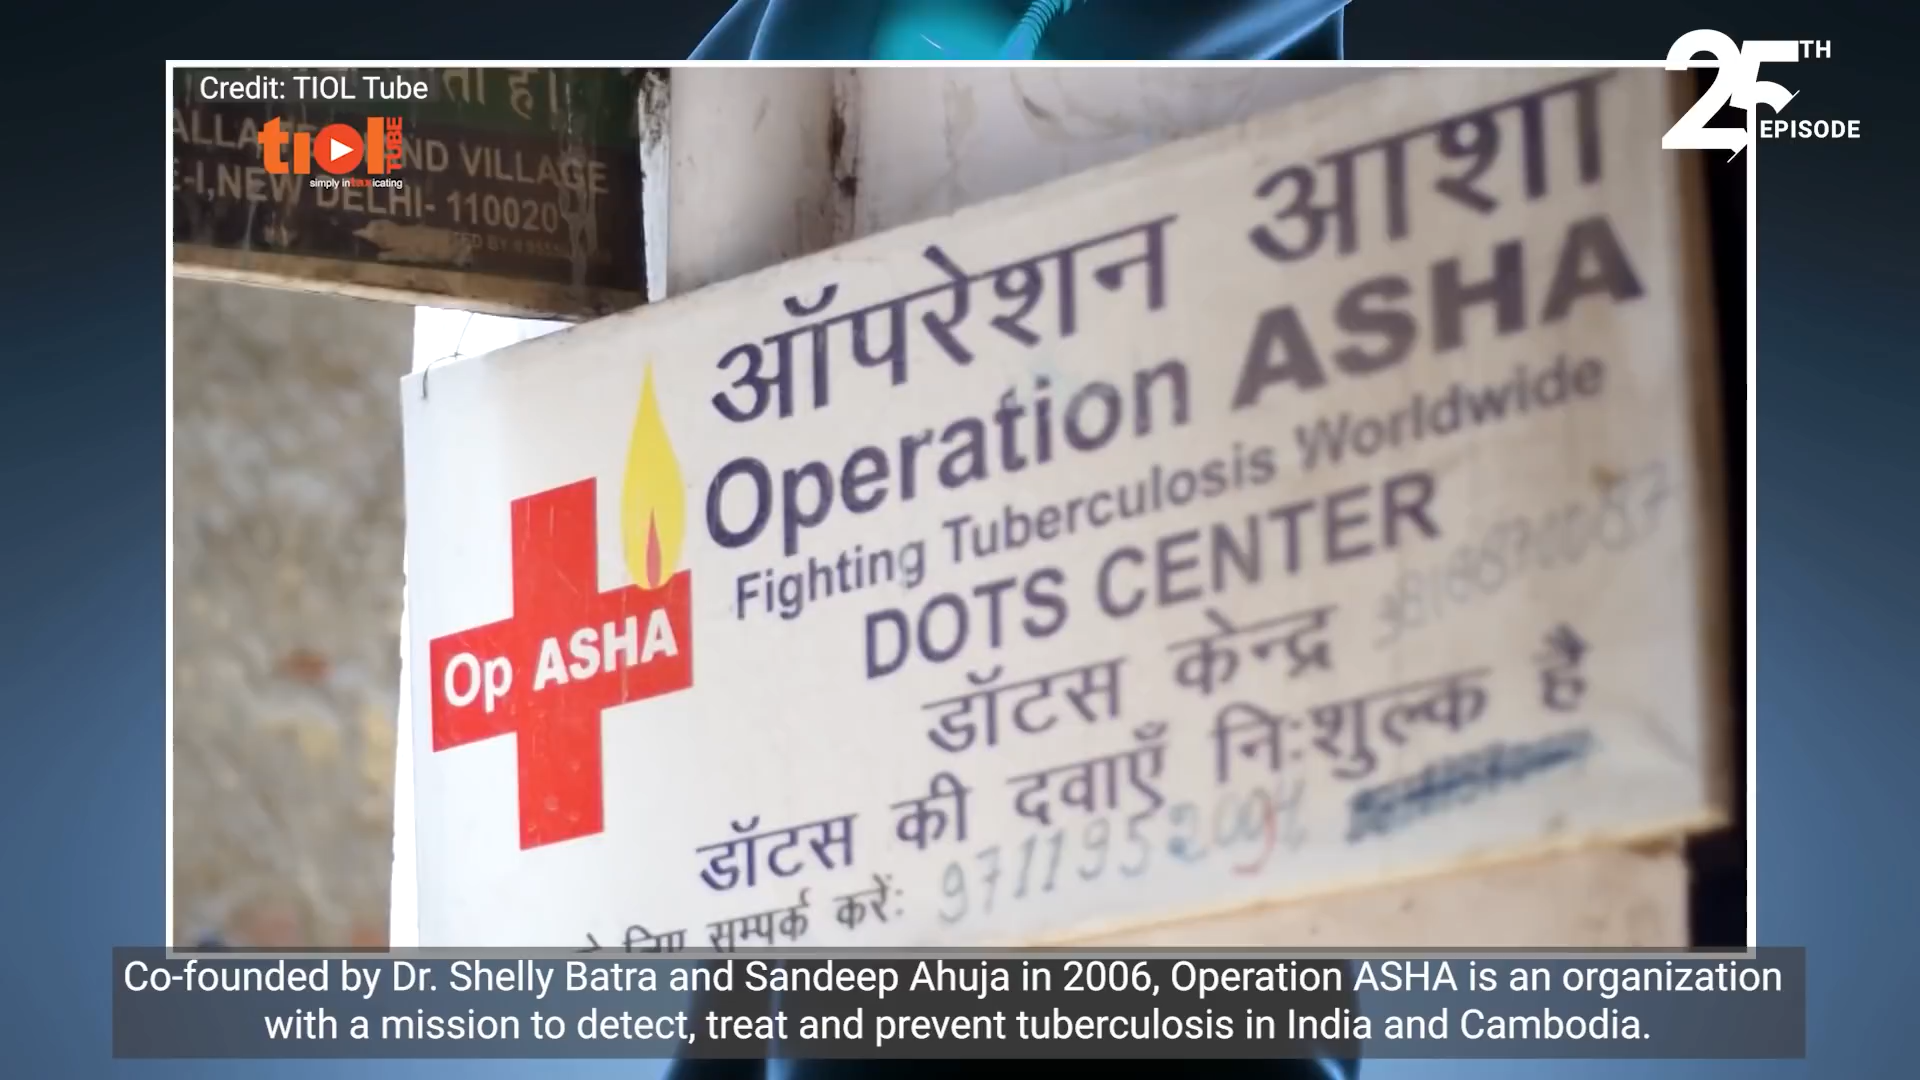 Credit: TIOL Tube
tiol TUBE
simply intaxicating
25TH
EPISODE
ता है।
ND VILLAGE
NEW DELHI- 110020
ऑपरेशन आशा
Operation ASHA
Fighting Tuberculosis Worldwide
DOTS CENTER
डॉटस केन्द्र
डॉटस की दवाएँ नि:शुल्क है
लिए सम्पर्क करें:
Op ASHA
Co-founded by Dr. Shelly Batra and Sandeep Ahuja in 2006, Operation ASHA is an organization
with a mission to detect, treat and prevent tuberculosis in India and Cambodia.